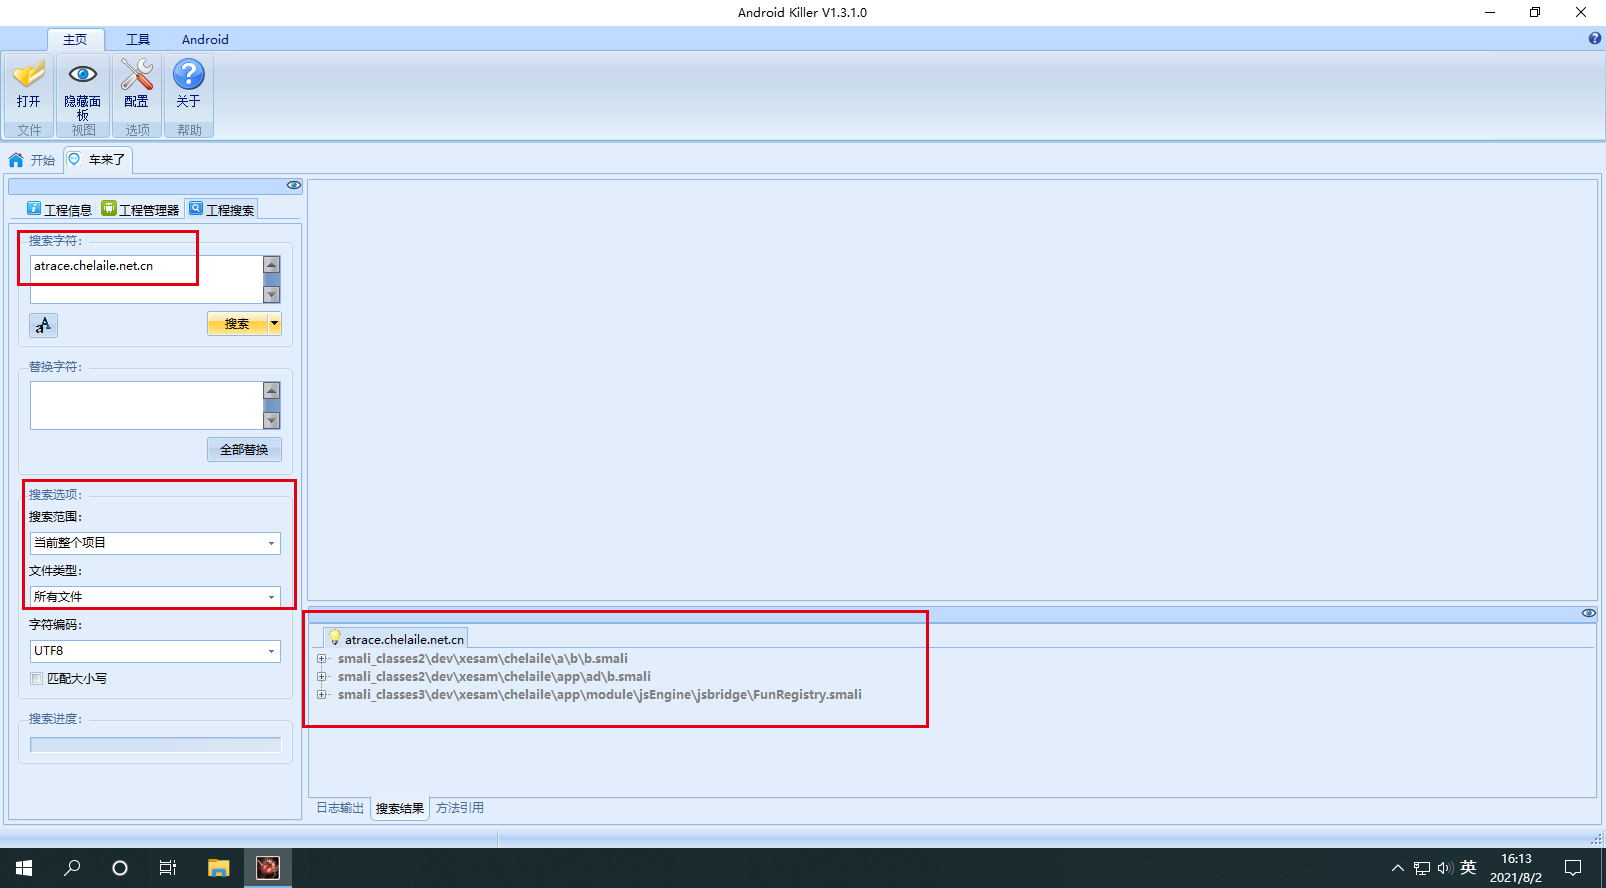 Android Killer V1.3.1.0
主页 工具 Android
打开 隐藏面板 配置 关于
文件 视图 选项 帮助
开始 车来了
工程信息 工程管理器 工程搜索
搜索字符:
atrace.chelaile.net.cn
aA 搜索
替换字符:
全部替换
搜索选项:
搜索范围:
当前整个项目
文件类型:
所有文件
字符编码:
UTF8
匹配大小写
搜索进度:
atrace.chelaile.net.cn
smali_classes2\dev\xesam\chelaile\a\b\b.smali
smali_classes2\dev\xesam\chelaile\app\ad\b.smali
smali_classes3\dev\xesam\chelaile\app\module\jsEngine\jsbridge\FunRegistry.smali
日志输出 搜索结果 方法引用
英
16:13
2021/8/2